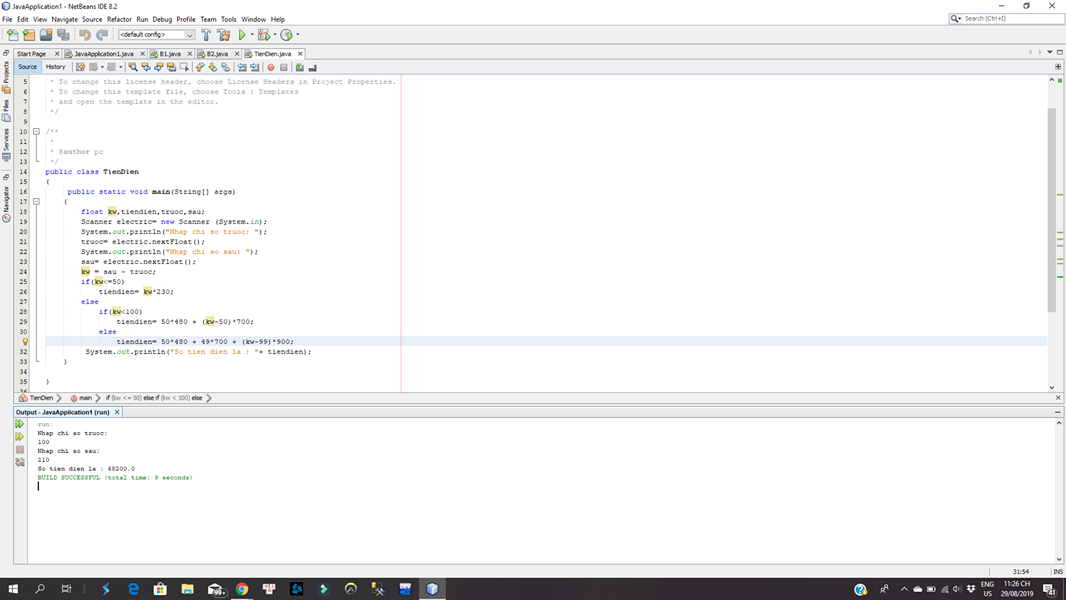 JavaApplication1 - NetBeans IDE 8.2
File Edit View Navigate Source Refactor Run Debug Profile Team Tools Window Help
Search (Ctrl+I)
<default config>
Start Page JavaApplication1.java B1.java B2.java TienDien.java
Source History
Projects
Files
Services
Navigator
5 * To change this license header, choose License Headers in Project Properties.
6 * To change this template file, choose Tools | Templates
7 * and open the template in the editor.
8 */
9
10 /**
11 *
12 * @author pc
13 */
14 public class TienDien
15 {
16 public static void main(String[] args)
17 {
18 float kw,tiendien,truoc,sau;
19 Scanner electric= new Scanner (System.in);
20 System.out.println("Nhap chi so truoc: ");
21 truoc= electric.nextFloat();
22 System.out.println("Nhap chi so sau: ");
23 sau= electric.nextFloat();
24 kw = sau - truoc;
25 if(kw<=50)
26 tiendien= kw*230;
27 else
28 if(kw<100)
29 tiendien= 50*480 + (kw-50)*700;
30 else
tiendien= 50*480 + 49*700 + (kw-99)*900;
32 System.out.println("So tien dien la : "+ tiendien);
33 }
34
35 }
36
TienDien main if (kw <= 50) else if (kw < 100) else
Output - JavaApplication1 (run)
run:
Nhap chi so truoc:
100
Nhap chi so sau:
210
So tien dien la : 68200.0
BUILD SUCCESSFUL (total time: 9 seconds)
31:54 INS
99+
ENG
US
11:26 CH
29/08/2019